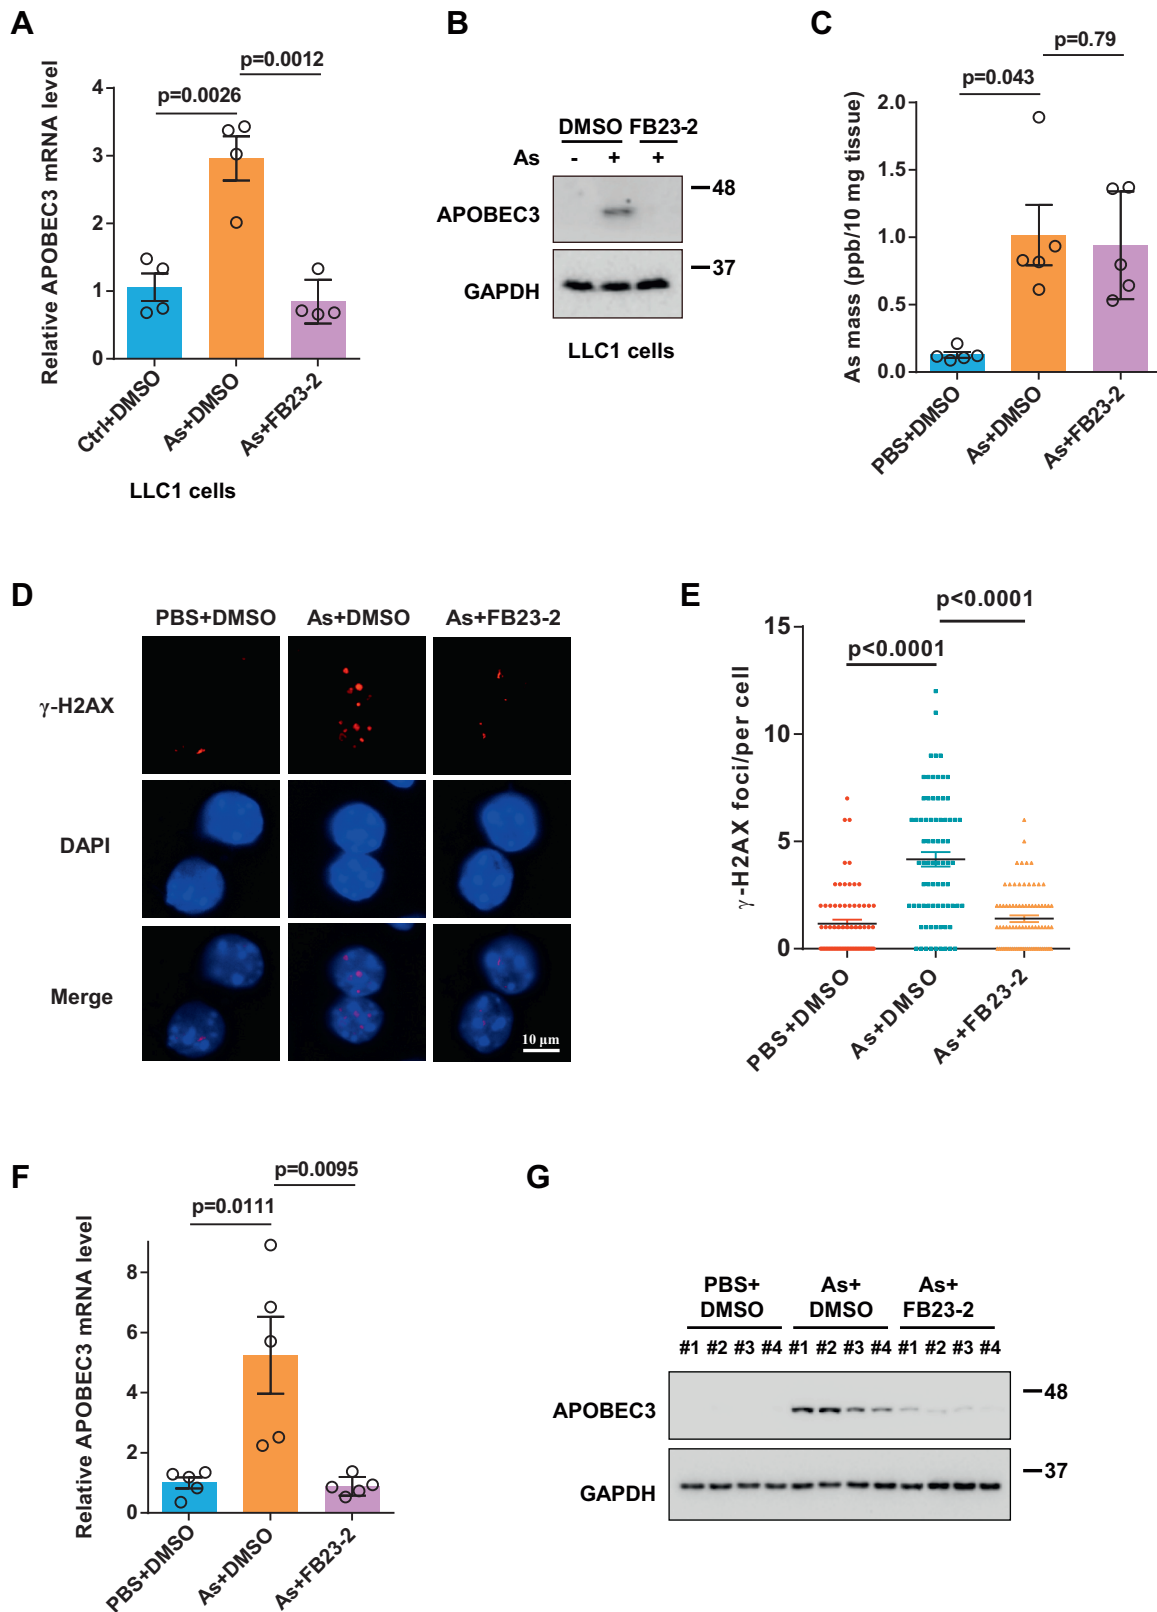 A
Relative APOBEC3 mRNA level
p=0.0012
p=0.0026
4
3
2
1
0
Ctrl+DMSO
As+DMSO
As+FB23-2
LLC1 cells
B
DMSO FB23-2
As - + +
APOBEC3
48
GAPDH
37
LLC1 cells
C
As mass (ppb/10 mg tissue)
p=0.79
p=0.043
2.0
1.5
1.0
0.5
0.0
PBS+DMSO
As+DMSO
As+FB23-2
D
PBS+DMSO As+DMSO As+FB23-2
γ-H2AX
DAPI
Merge
10 µm
E
γ-H2AX foci/per cell
p<0.0001
p<0.0001
15
10
5
0
PBS+DMSO
As+DMSO
As+FB23-2
F
Relative APOBEC3 mRNA level
p=0.0095
p=0.0111
8
6
4
2
0
PBS+DMSO
As+DMSO
As+FB23-2
G
PBS+ As+ As+
DMSO DMSO FB23-2
#1 #2 #3 #4 #1 #2 #3 #4 #1 #2 #3 #4
APOBEC3
48
GAPDH
37